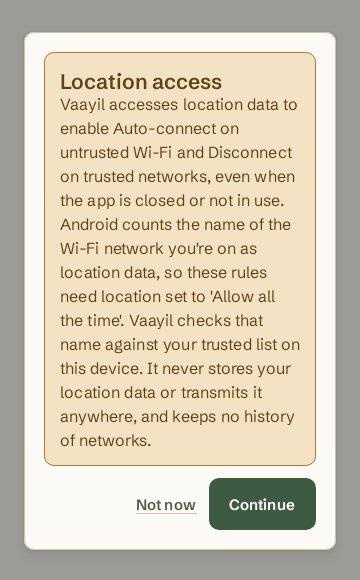 Location access
Vaayil accesses location data to
enable Auto-connect on
untrusted Wi-Fi and Disconnect
on trusted networks, even when
the app is closed or not in use.
Android counts the name of the
Wi-Fi network you're on as
location data, so these rules
need location set to 'Allow all
the time'. Vaayil checks that
name against your trusted list on
this device. It never stores your
location data or transmits it
anywhere, and keeps no history
of networks.
Not now
Continue